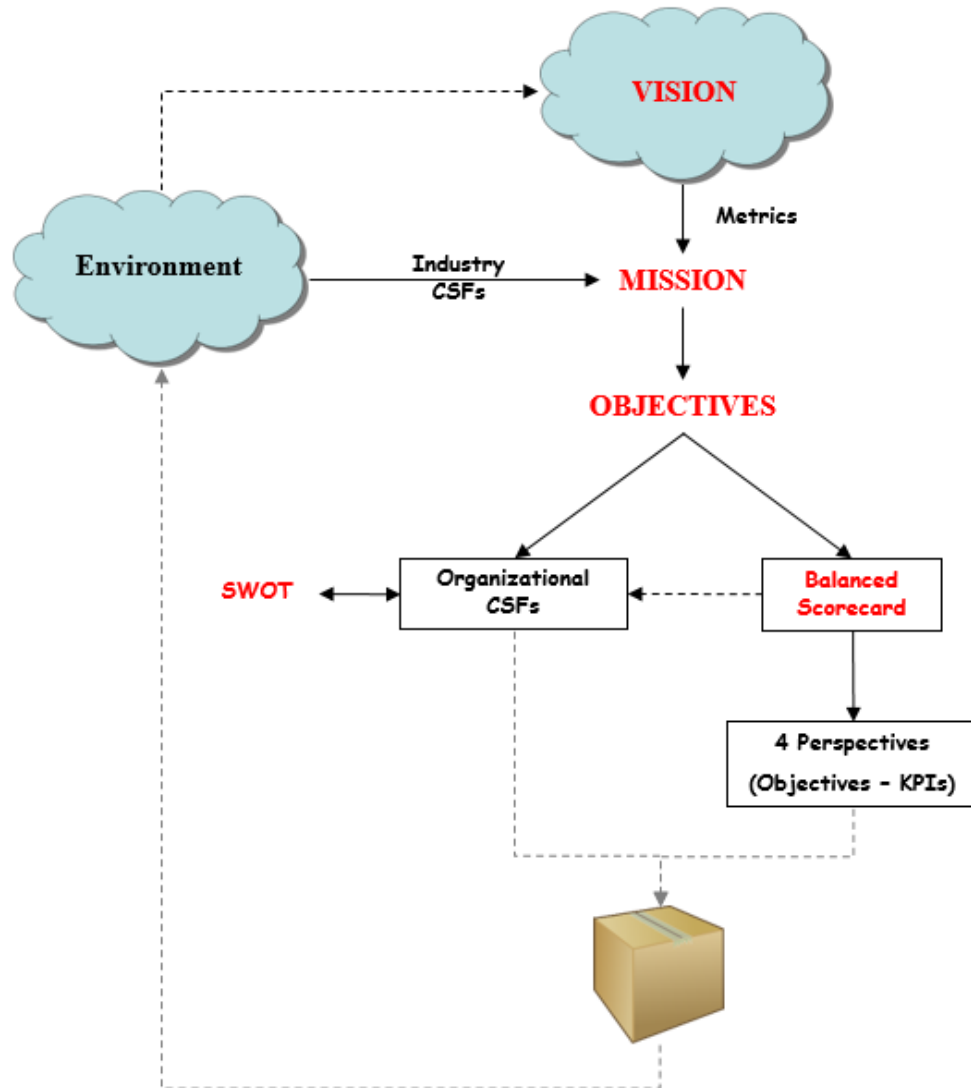 VISION
Metrics
Environment
Industry
CSFs
MISSION
OBJECTIVES
SWOT
Organizational
CSFs
Balanced
Scorecard
4 Perspectives
(Objectives – KPIs)